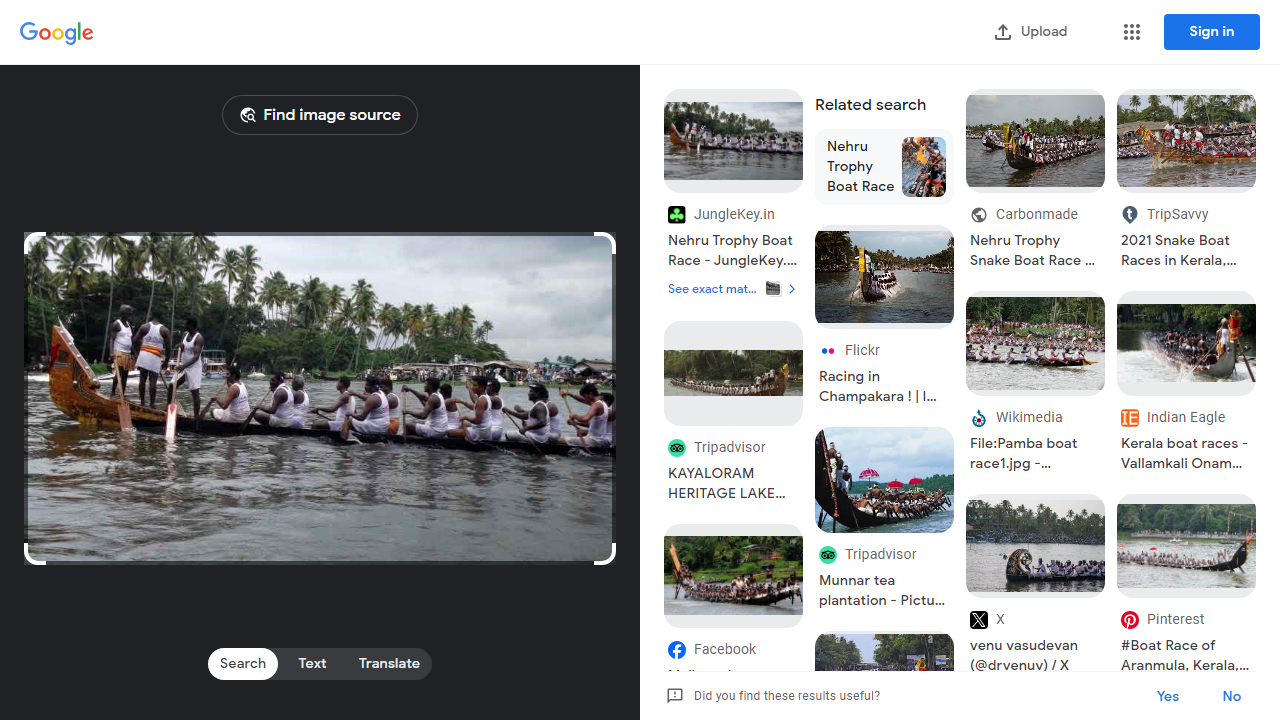 Google
Upload
Sign in
Find image source
Search
Text
Translate
JungleKey.in
Nehru Trophy Boat
Race - JungleKey....
See exact mat...
Tripadvisor
KAYALORAM
HERITAGE LAKE...
Facebook
Related search
Nehru
Trophy
Boat Race
Flickr
Racing in
Champakara ! | I...
Tripadvisor
Munnar tea
plantation - Pictu...
Carbonmade
Nehru Trophy
Snake Boat Race ...
Wikimedia
File:Pamba boat
race1.jpg -...
X
venu vasudevan
(@drvenuv) / X
TripSavvy
2021 Snake Boat
Races in Kerala,...
Indian Eagle
Kerala boat races -
Vallamkali Onam...
Pinterest
#Boat Race of
Aranmula, Kerala,...
Did you find these results useful?
Yes
No